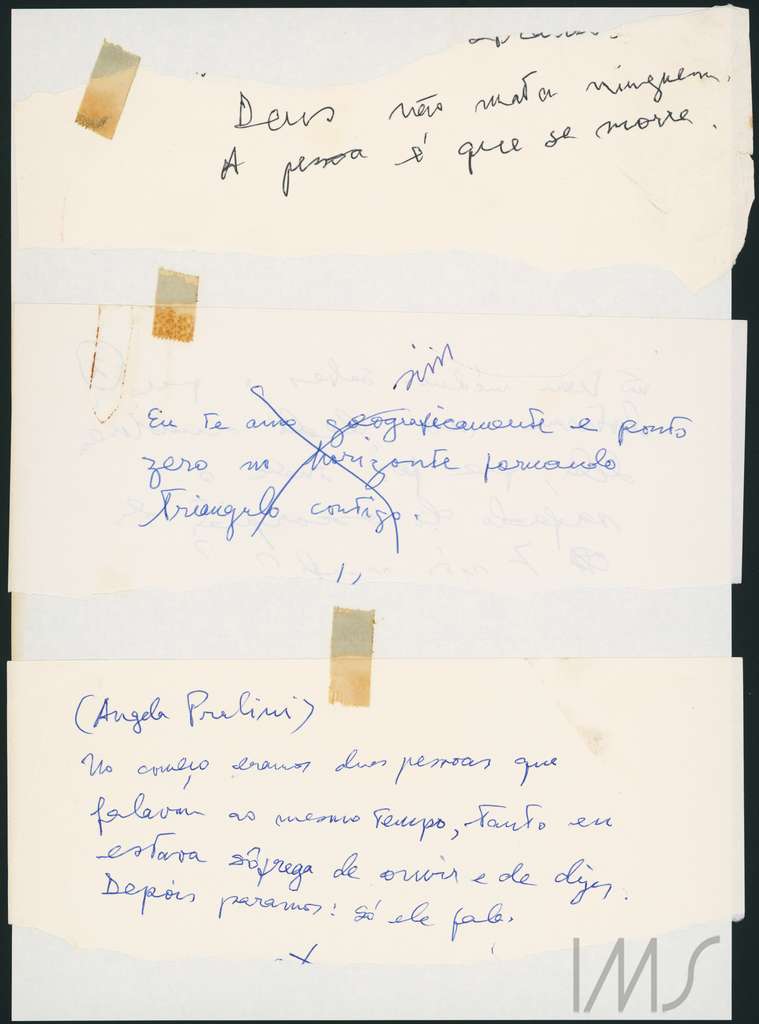 Deus não mata ninguem.
A pessoa é que se morre.
sim
Eu te amo geograficamente e ponto
zero no horizonte formando
triangulo contigo.
(Angela Pralini)
No começo eramos duas pessoas que
falavam ao mesmo tempo, tanto eu
estava sôfrega de ouvir e de dizer.
Depois paramos: só ele fala.
IMS